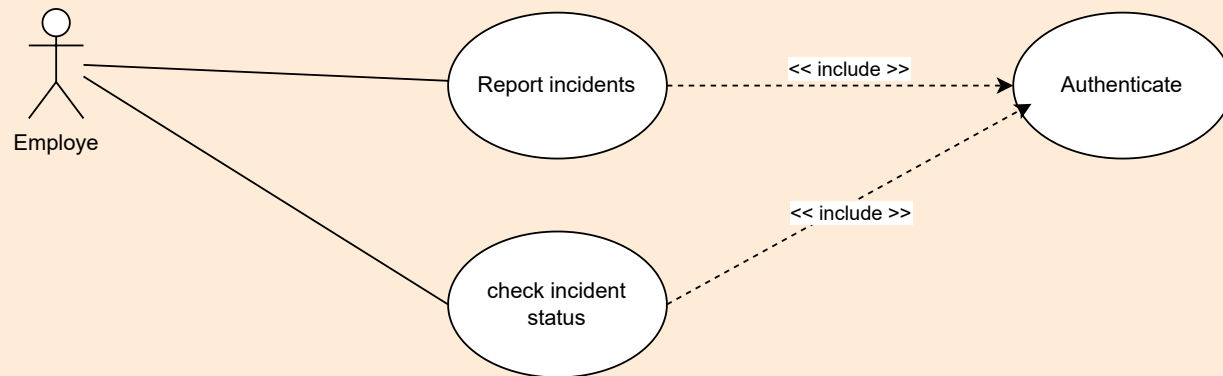 Report incidents
<< include >>
Authenticate
Employe
<< include >>
check incident
status